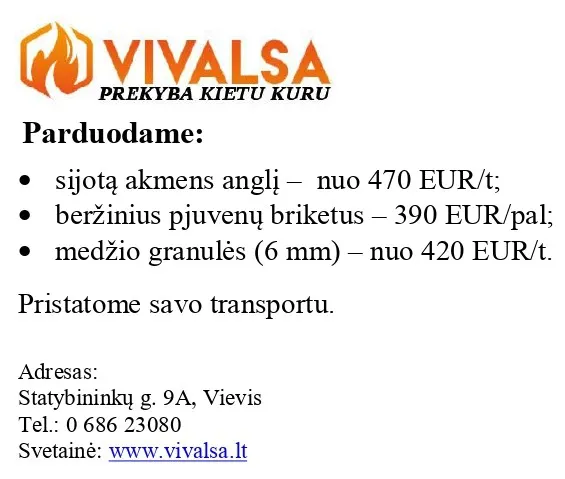 VIVALSA
PREKYBA KIETU KURU
Parduodame:
• sijotą akmens anglį – nuo 470 EUR/t;
• beržinius pjuvenų briketus – 390 EUR/pal;
• medžio granulės (6 mm) – nuo 420 EUR/t.
Pristatome savo transportu.
Adresas:
Statybininkų g. 9A, Vievis
Tel.: 0 686 23080
Svetainė: www.vivalsa.lt